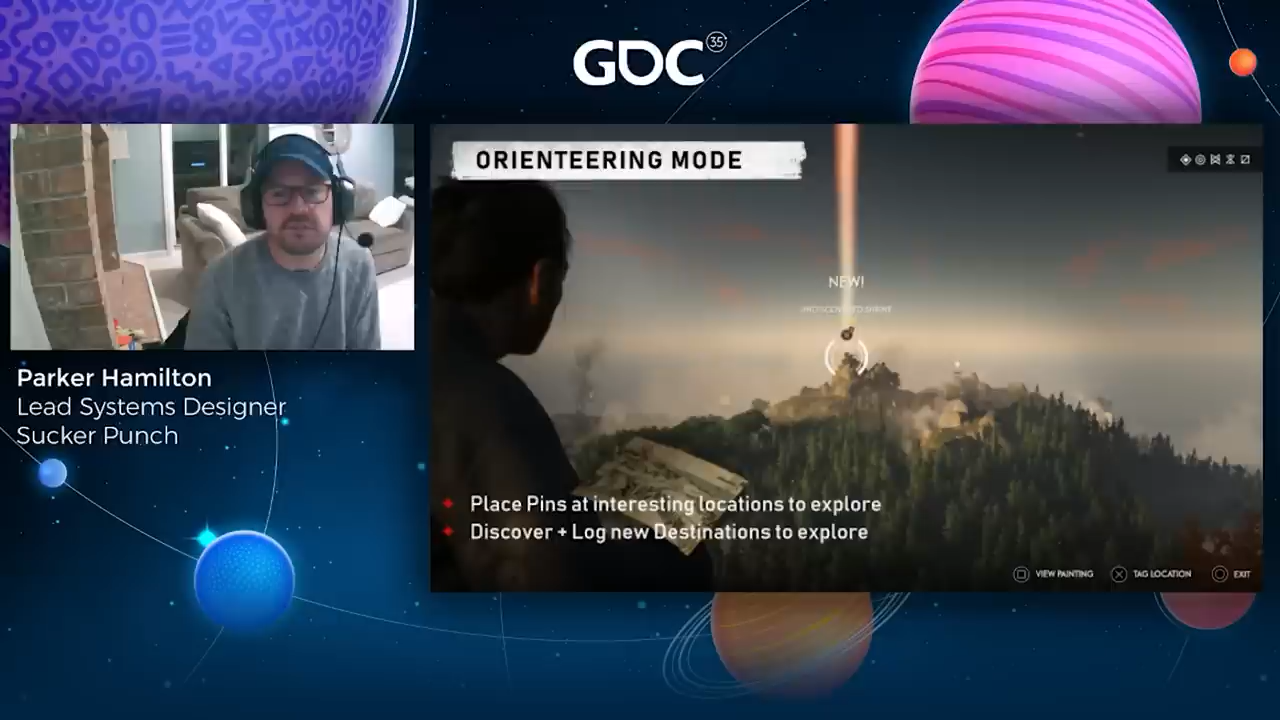 GDC 35
ORIENTEERING MODE
NEW!
Parker Hamilton
Lead Systems Designer
Sucker Punch
Place Pins at interesting locations to explore
Discover + Log new Destinations to explore
VIEW PAINTING TAG LOCATION EXIT